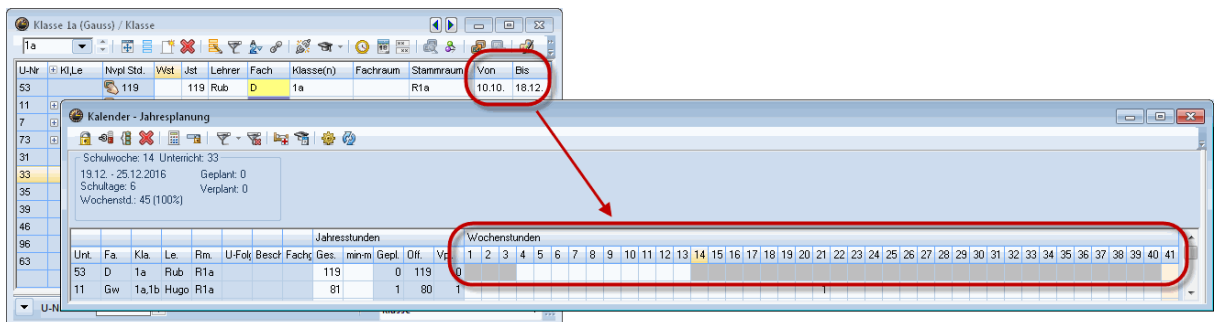 Klasse 1a (Gauss) / Klasse
1a
U-Nr Kl,Le Nvpl Std. Wst Jst Lehrer Fach Klasse(n) Fachraum Stammraum Von Bis
53 119 119 Rub D 1a R1a 10.10. 18.12.
11
7
73
31
33
35
39
46
96
63
Kalender - Jahresplanung
Schulwoche: 14 Unterricht: 33
19.12. - 25.12.2016 Geplant: 0
Schultage: 6 Verplant: 0
Wochenstd.: 45 (100%)
Jahresstunden Wochenstunden
Unt. Fa. Kla. Le. Rm. U-Folg Besch Fachg Ges. min-m Gepl. Off. Vp. 1 2 3 4 5 6 7 8 9 10 11 12 13 14 15 16 17 18 19 20 21 22 23 24 25 26 27 28 29 30 31 32 33 34 35 36 37 38 39 40 41
53 D 1a Rub R1a 119 0 119 0
11 Gw 1a,1b Hugo R1a 81 1 80 1 1